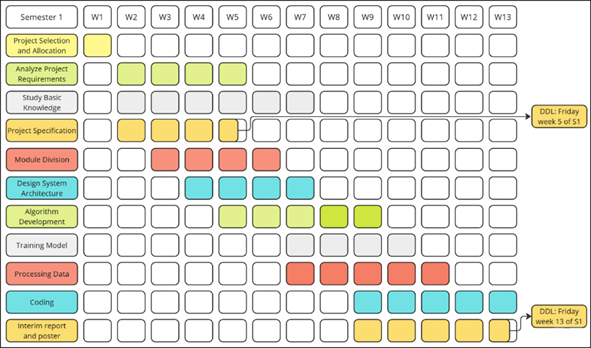 Semester 1 W1 W2 W3 W4 W5 W6 W7 W8 W9 W10 W11 W12 W13
Project Selection
and Allocation
Analyze Project
Requirements
Study Basic
Knowledge
DDL: Friday
week 5 of S1
Project Specification
Module Division
Design System
Architecture
Algorithm
Development
Training Model
Processing Data
Coding
DDL: Friday
week 13 of S1
Interim report
and poster